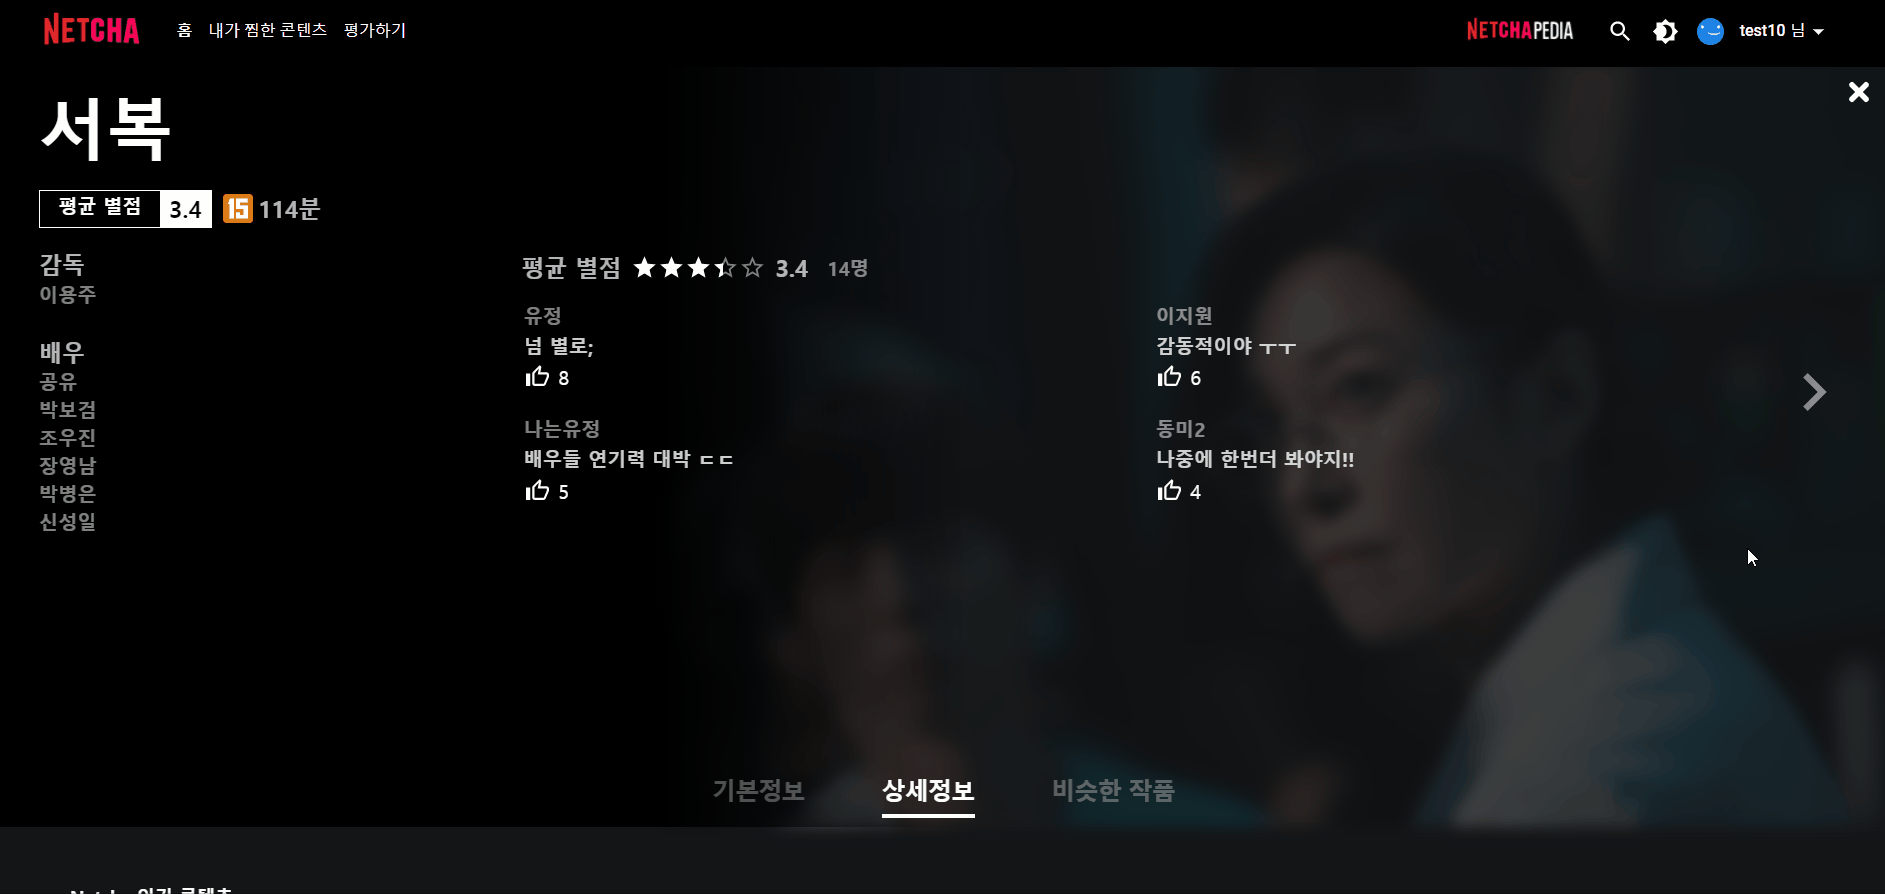 NETCHA 홈 내가 찜한 콘텐츠 평가하기 NETCHAPEDIA test10 님
서복
평균 별점 3.4 15 114분
감독
이용주
배우
공유
박보검
조우진
장영남
박병은
신성일
평균 별점 3.4 14명
유정
넘 별로;
8
이지원
감동적이야 ㅜㅜ
6
나는유정
배우들 연기력 대박 ㄷㄷ
5
동미2
나중에 한번더 봐야지!!
4
기본정보 상세정보 비슷한 작품